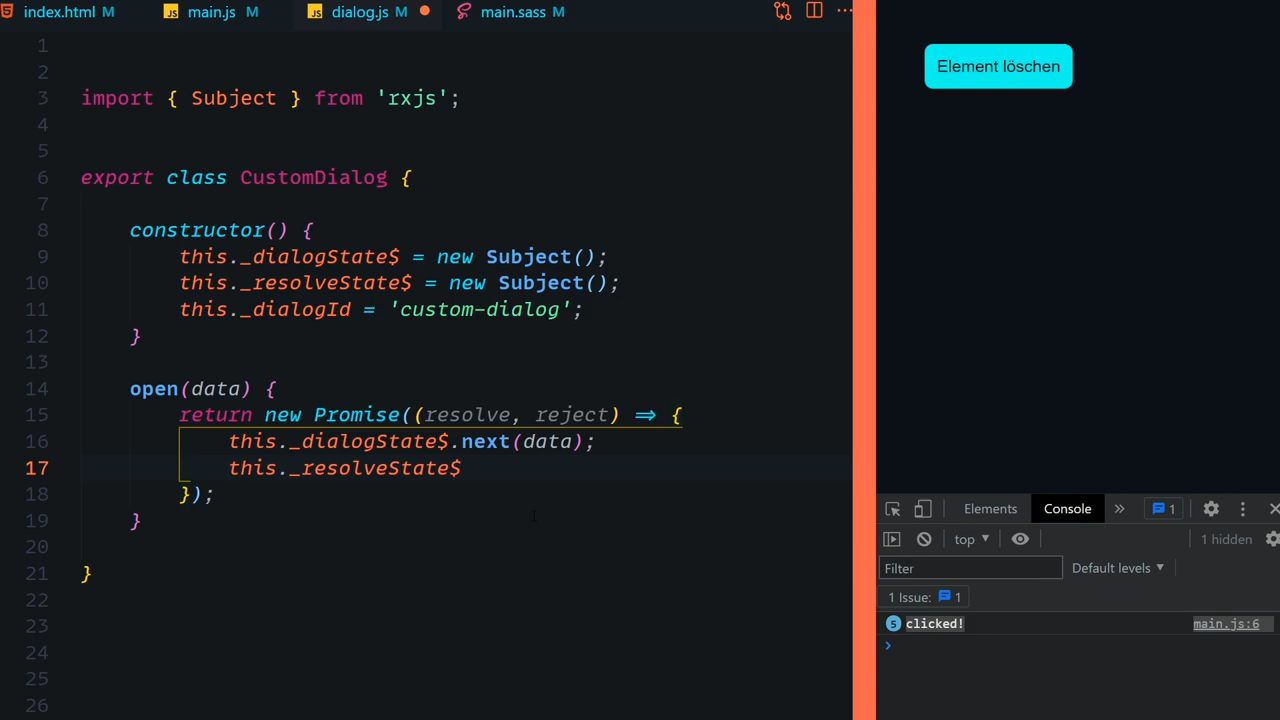 index.html M
JS main.js M
JS dialog.js M
main.sass M
1
2
3 import { Subject } from 'rxjs';
4
5
6 export class CustomDialog {
7
8 constructor() {
9 this._dialogState$ = new Subject();
10 this._resolveState$ = new Subject();
11 this._dialogId = 'custom-dialog';
12 }
13
14 open(data) {
15 return new Promise((resolve, reject) => {
16 this._dialogState$.next(data);
17 this._resolveState$
18 });
19 }
20
21 }
22
23
24
25
26
Element löschen
Elements Console » 1
top 1 hidden
Filter Default levels
1 Issue: 1
5 clicked! main.js:6